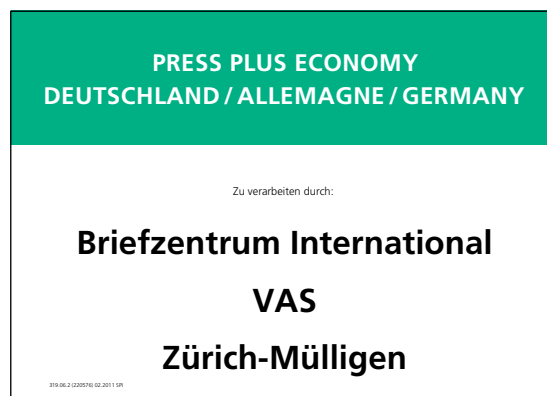 PRESS PLUS ECONOMY
DEUTSCHLAND / ALLEMAGNE / GERMANY
Zu verarbeiten durch:
Briefzentrum International
VAS
Zürich-Mülligen
319.06.2 (220576) 02.2011 SPI